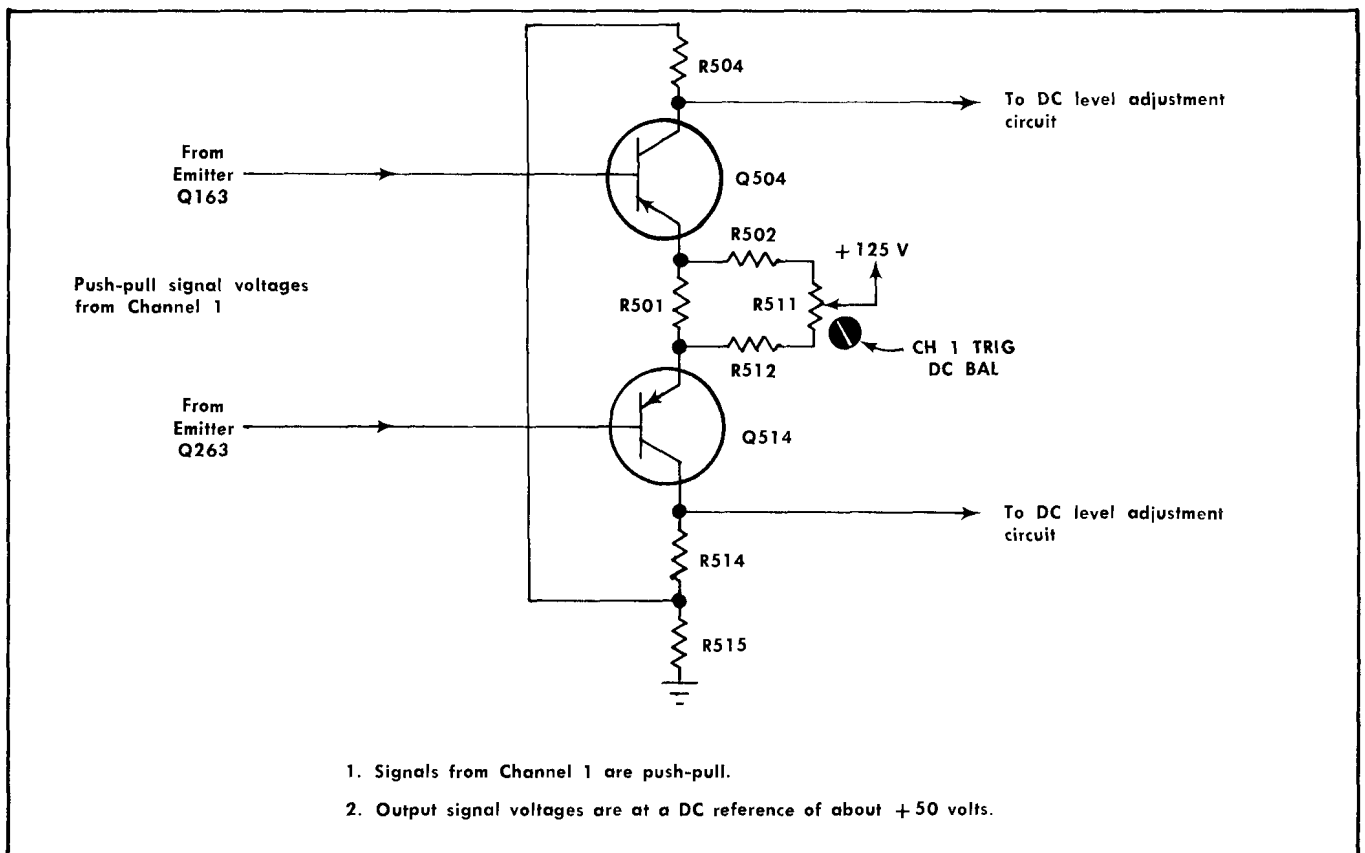 R504
To DC level adjustment
circuit
From
Emitter
Q163
Q504
R502
+125 V
Push-pull signal voltages
from Channel 1
R501
R511
R512
CH 1 TRIG
DC BAL
From
Emitter
Q263
Q514
To DC level adjustment
circuit
R514
R515
1. Signals from Channel 1 are push-pull.
2. Output signal voltages are at a DC reference of about +50 volts.